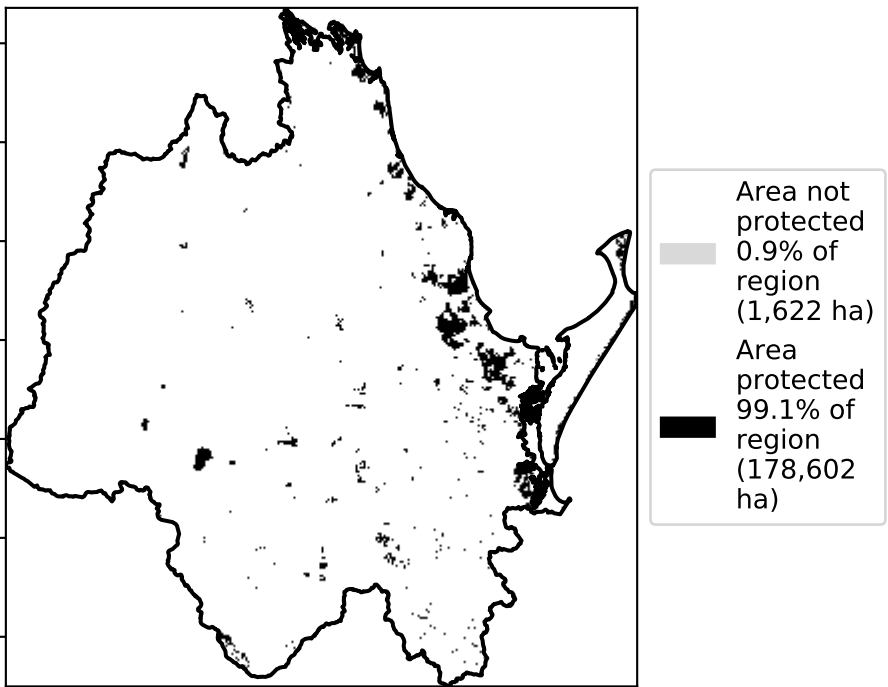 Area not
protected
0.9% of
region
(1,622 ha)
Area
protected
99.1% of
region
(178,602
ha)